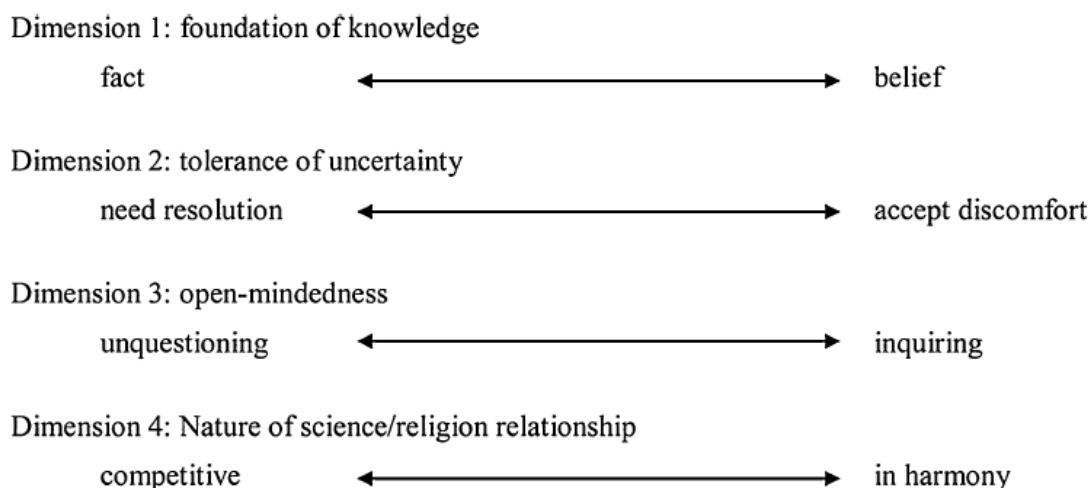 Dimension 1: foundation of knowledge
fact belief
Dimension 2: tolerance of uncertainty
need resolution accept discomfort
Dimension 3: open-mindedness
unquestioning inquiring
Dimension 4: Nature of science/religion relationship
competitive in harmony